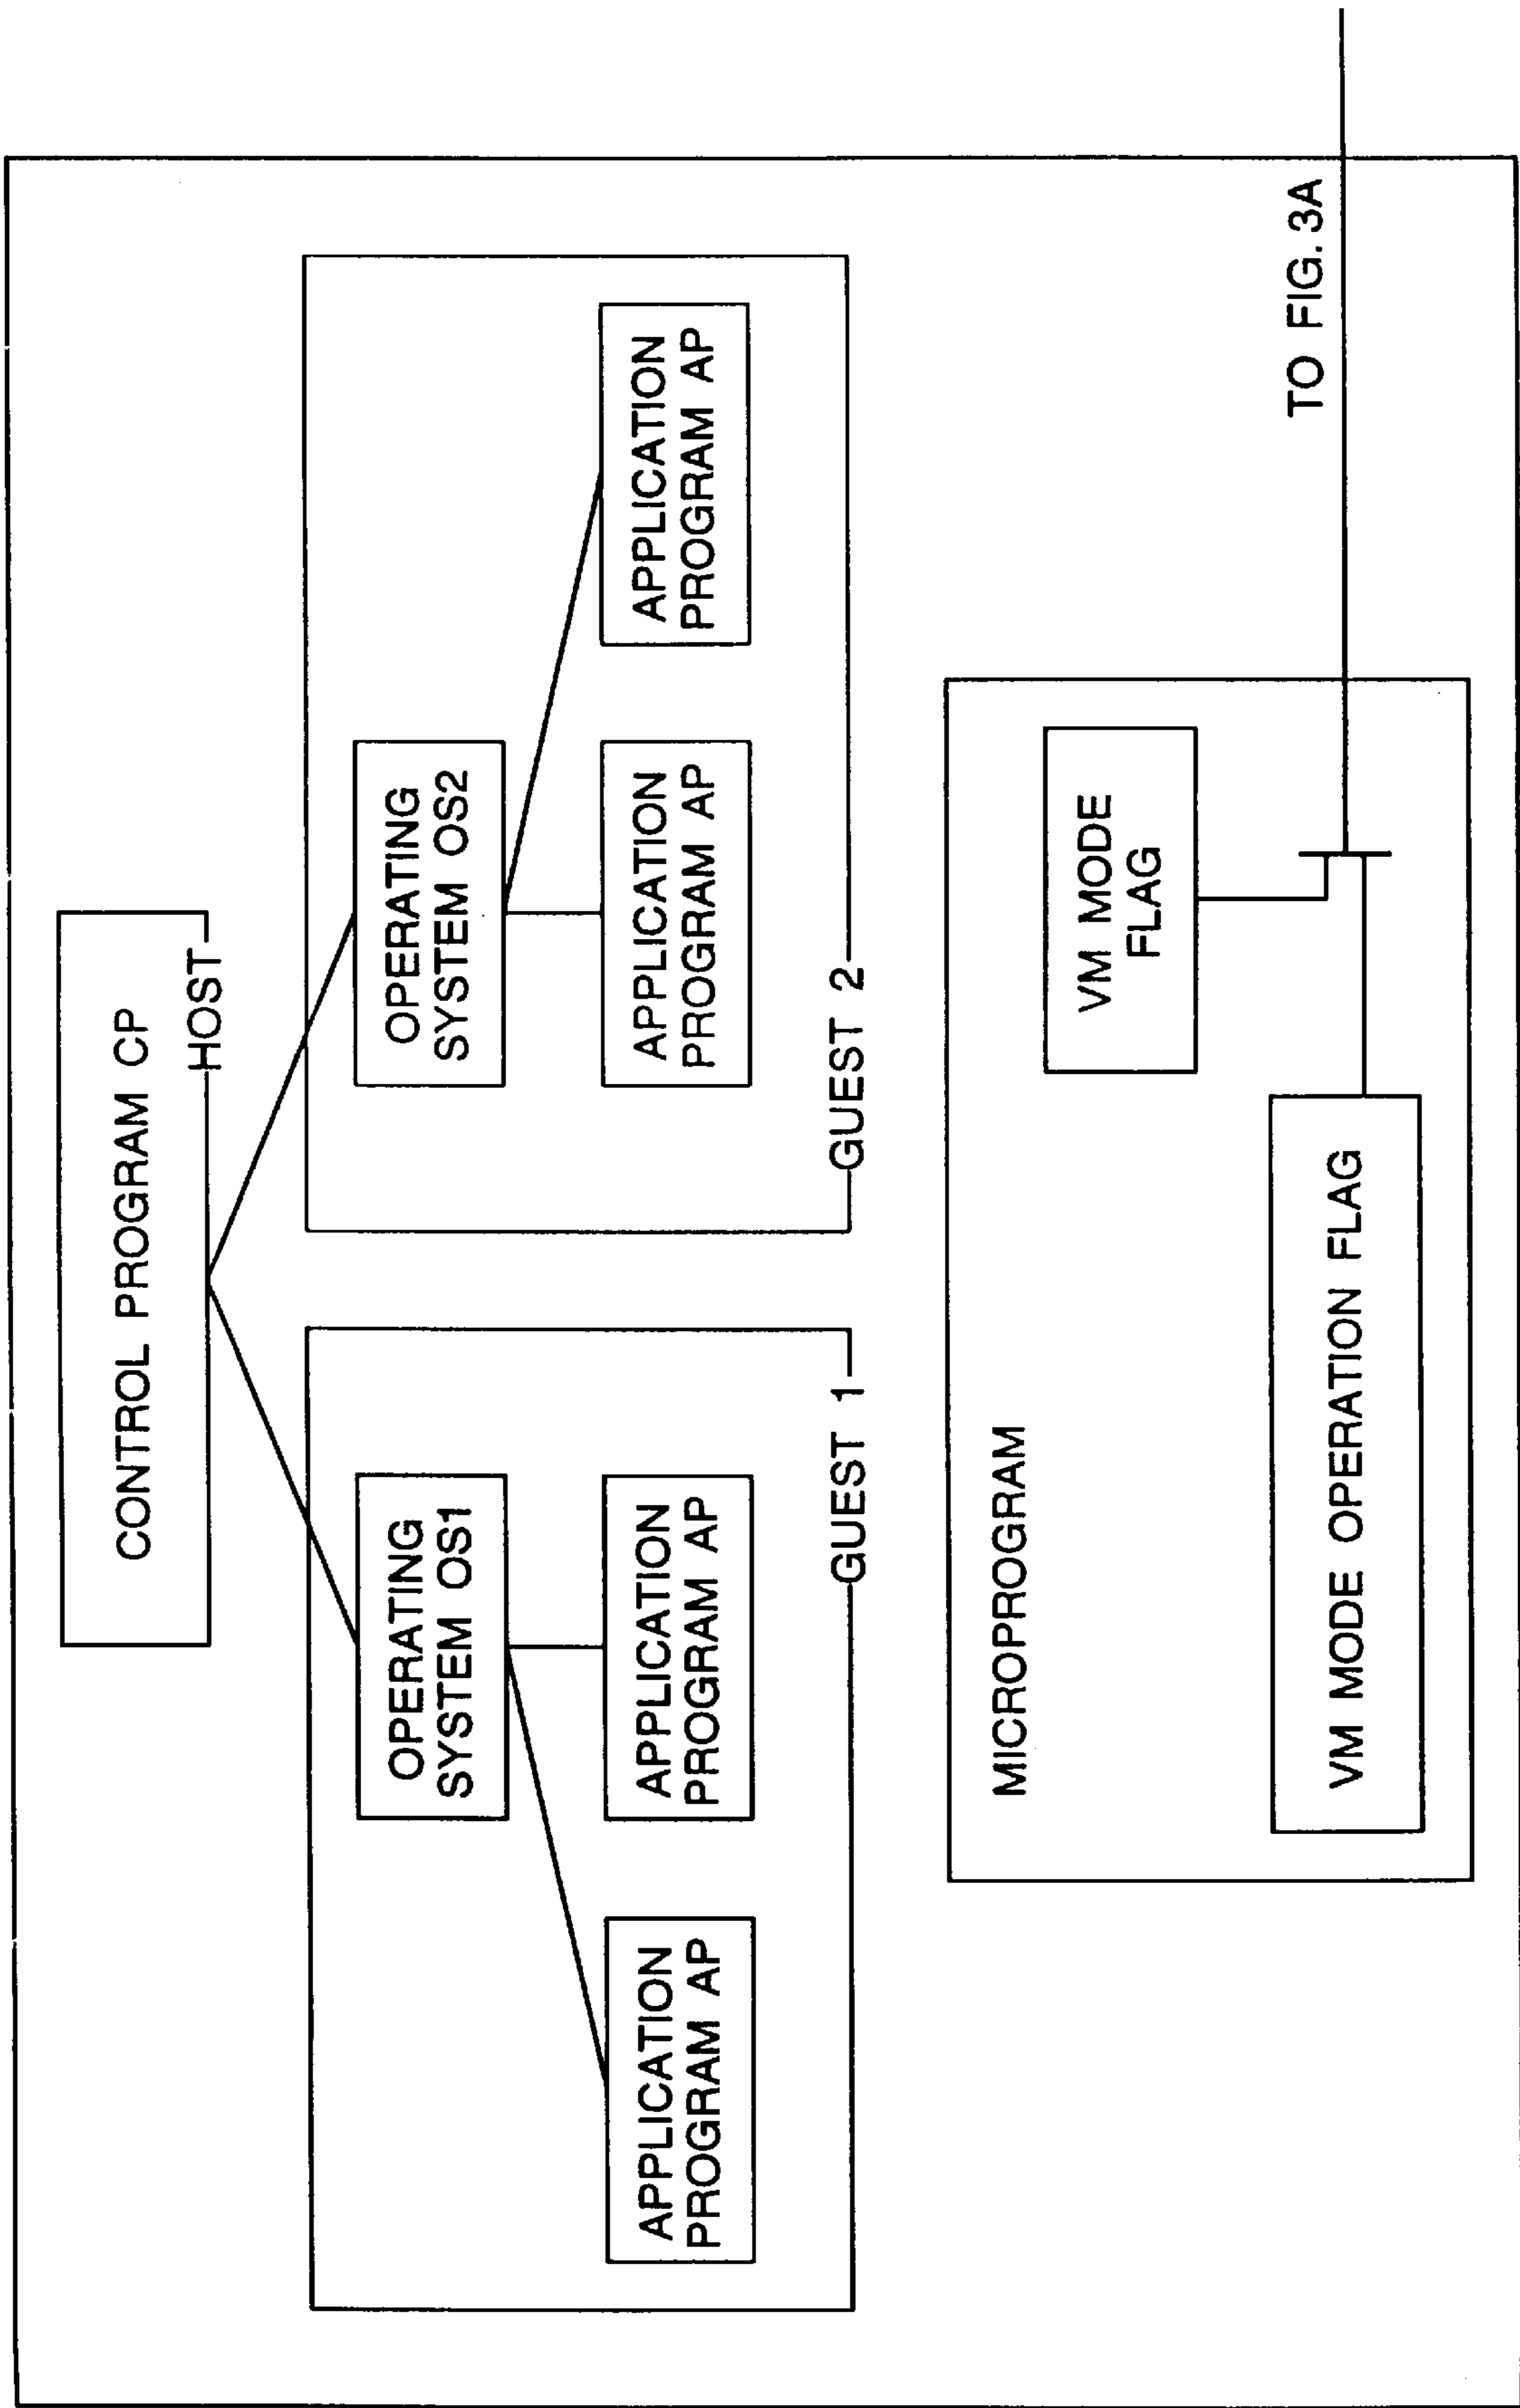 CONTROL PROGRAM CP
HOST
OPERATING
SYSTEM OS1
APPLICATION
PROGRAM AP
APPLICATION
PROGRAM AP
GUEST 1
OPERATING
SYSTEM OS2
APPLICATION
PROGRAM AP
APPLICATION
PROGRAM AP
GUEST 2
MICROPROGRAM
VM MODE
FLAG
VM MODE OPERATION FLAG
TO FIG. 3A